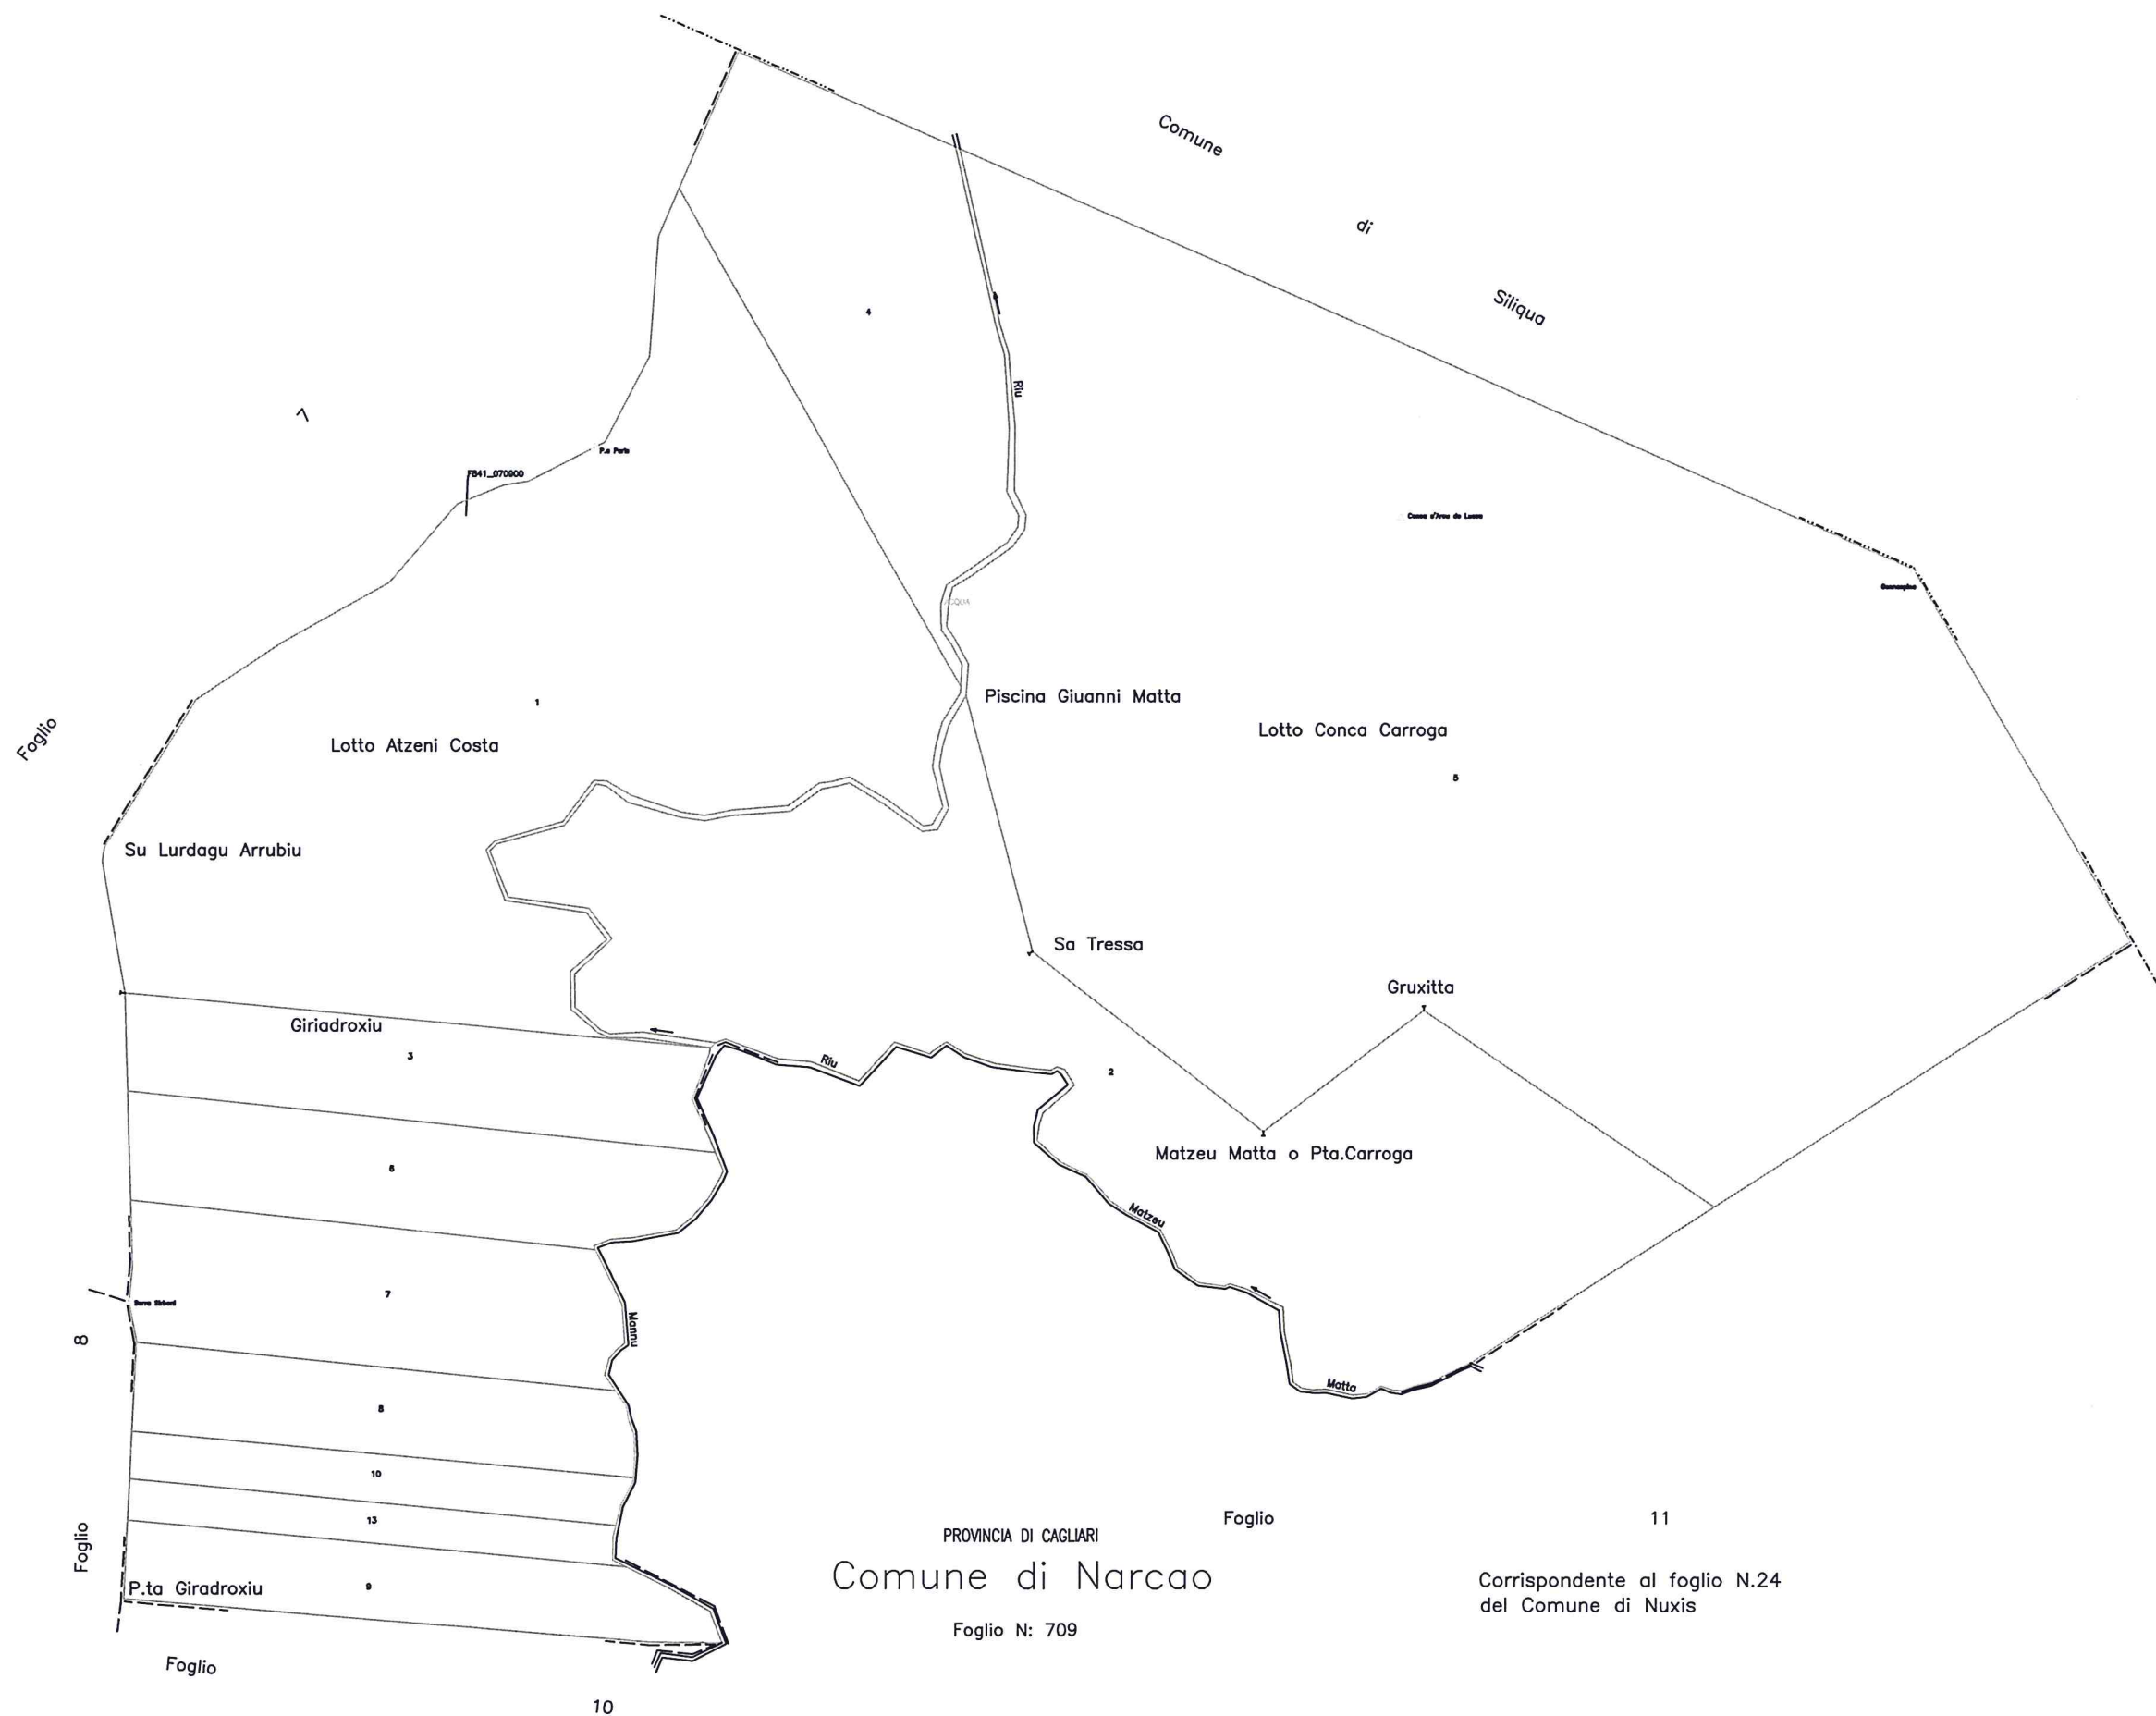 Comune
di
Siliqua
4
Riu
7
F841_070900
ACQUA
1
Piscina Giuanni Matta
Lotto Conca Carroga
Foglio
Lotto Atzeni Costa
5
Su Lurdagu Arrubiu
Sa Tressa
Gruxitta
Giriadroxiu
3
Riu
2
Matzeu Matta o Pta.Carroga
6
Matzeu
7
Mannu
8
Matta
8
10
13
Foglio
9
P.ta Giradroxiu
Foglio
10
Foglio
11
PROVINCIA DI CAGLIARI
Comune di Narcao
Foglio N: 709
Corrispondente al foglio N.24
del Comune di Nuxis